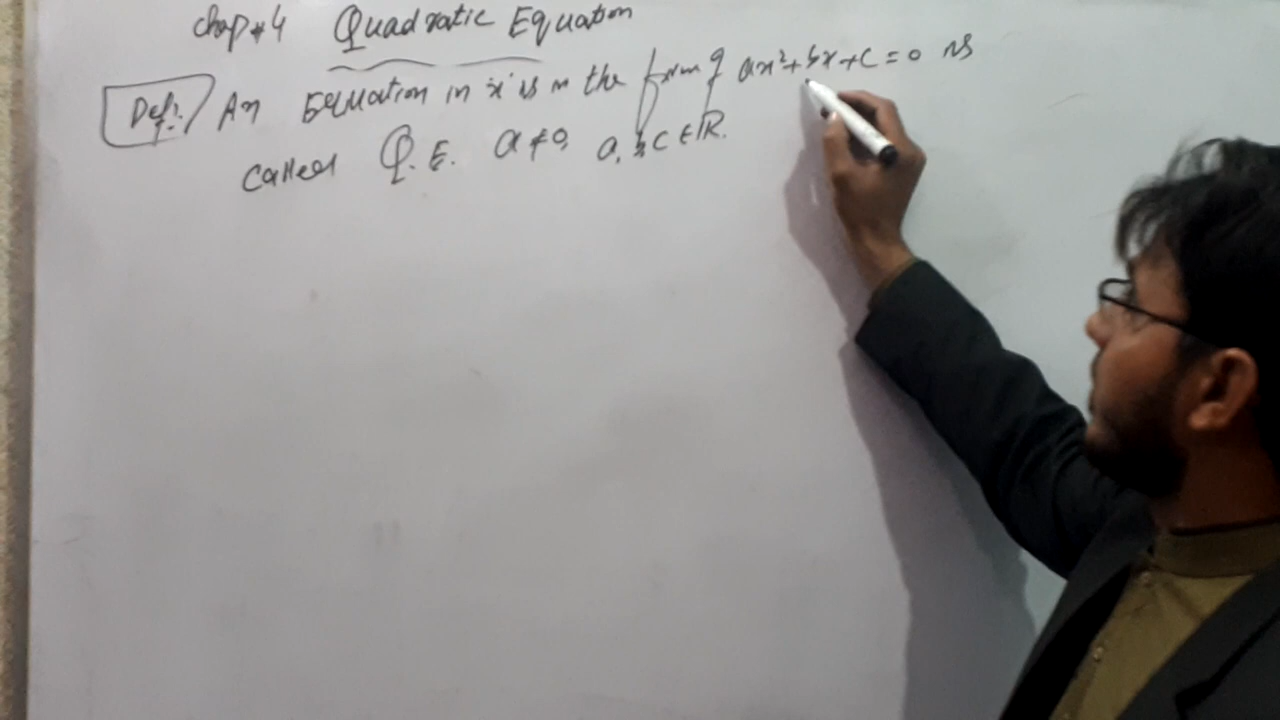 Chap # 4 Quadratic Equation
Def: An Equation in 'x' is in the form of ax²+bx+c=0 is
called Q.E. a≠0, a, b, c ∈ ℝ.